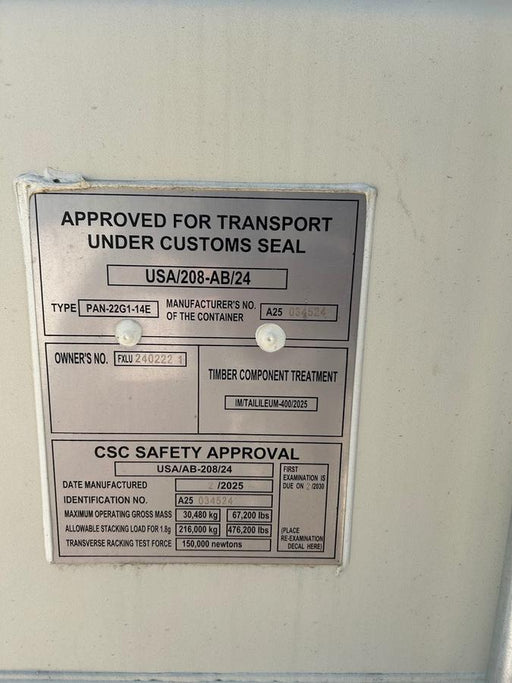 APPROVED FOR TRANSPORT
UNDER CUSTOMS SEAL
USA/208-AB/24
TYPE PAN-22G1-14E
MANUFACTURER'S NO.
OF THE CONTAINER
A25 034524
OWNER'S NO. FXLU 240222 1
TIMBER COMPONENT TREATMENT
IM/TAILILEUM-400/2025
CSC SAFETY APPROVAL
USA/AB-208/24
DATE MANUFACTURED 2 /2025
IDENTIFICATION NO. A25 034524
MAXIMUM OPERATING GROSS MASS 30,480 kg 67,200 lbs
ALLOWABLE STACKING LOAD FOR 1.8g 216,000 kg 476,200 lbs
TRANSVERSE RACKING TEST FORCE 150,000 newtons
FIRST
EXAMINATION IS
DUE ON 2 /2030
(PLACE
RE-EXAMINATION
DECAL HERE)